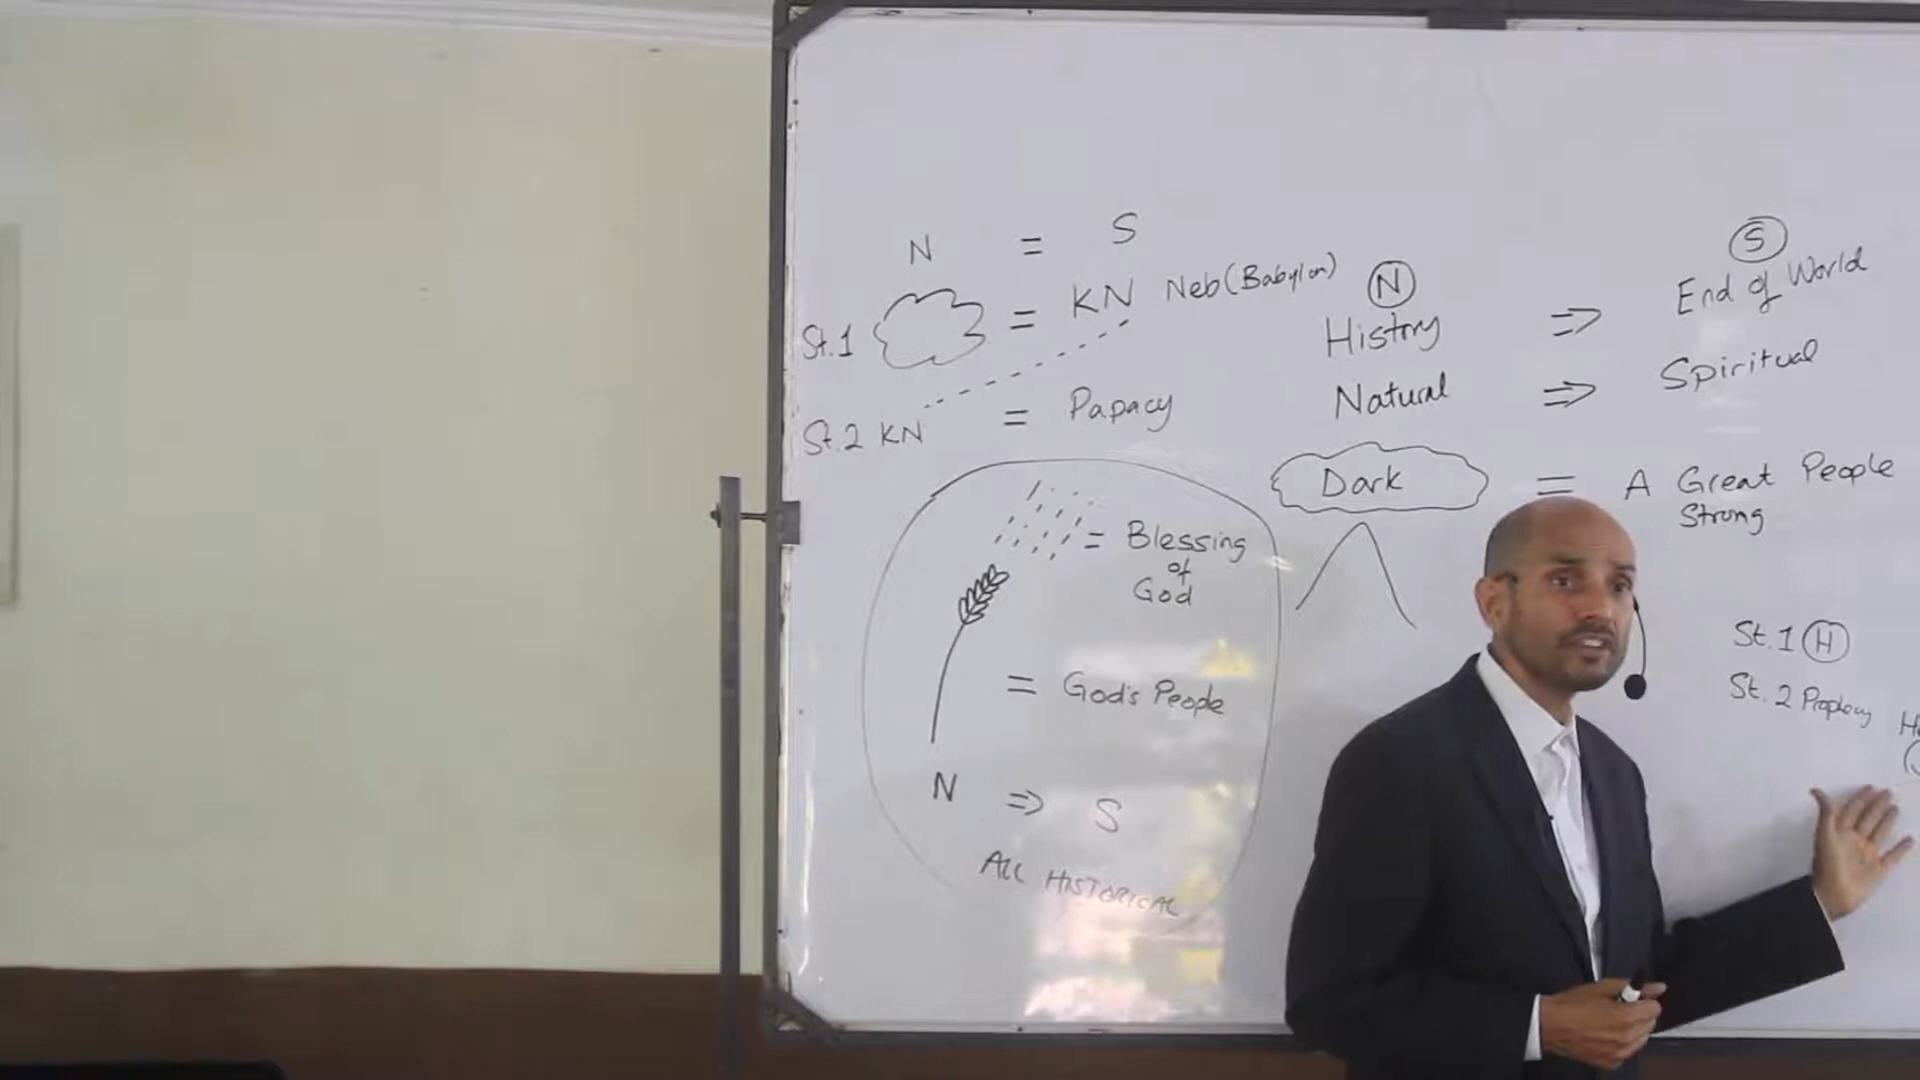 N = S
St.1 = KN Neb (Babylon)
St.2 KN = Papacy
= Blessing
of
God
= God's People
N ⇒ S
ALL HISTORICAL
N S
History ⇒ End of World
Natural ⇒ Spiritual
Dark = A Great People
Strong
St.1 H
St.2 Prophecy